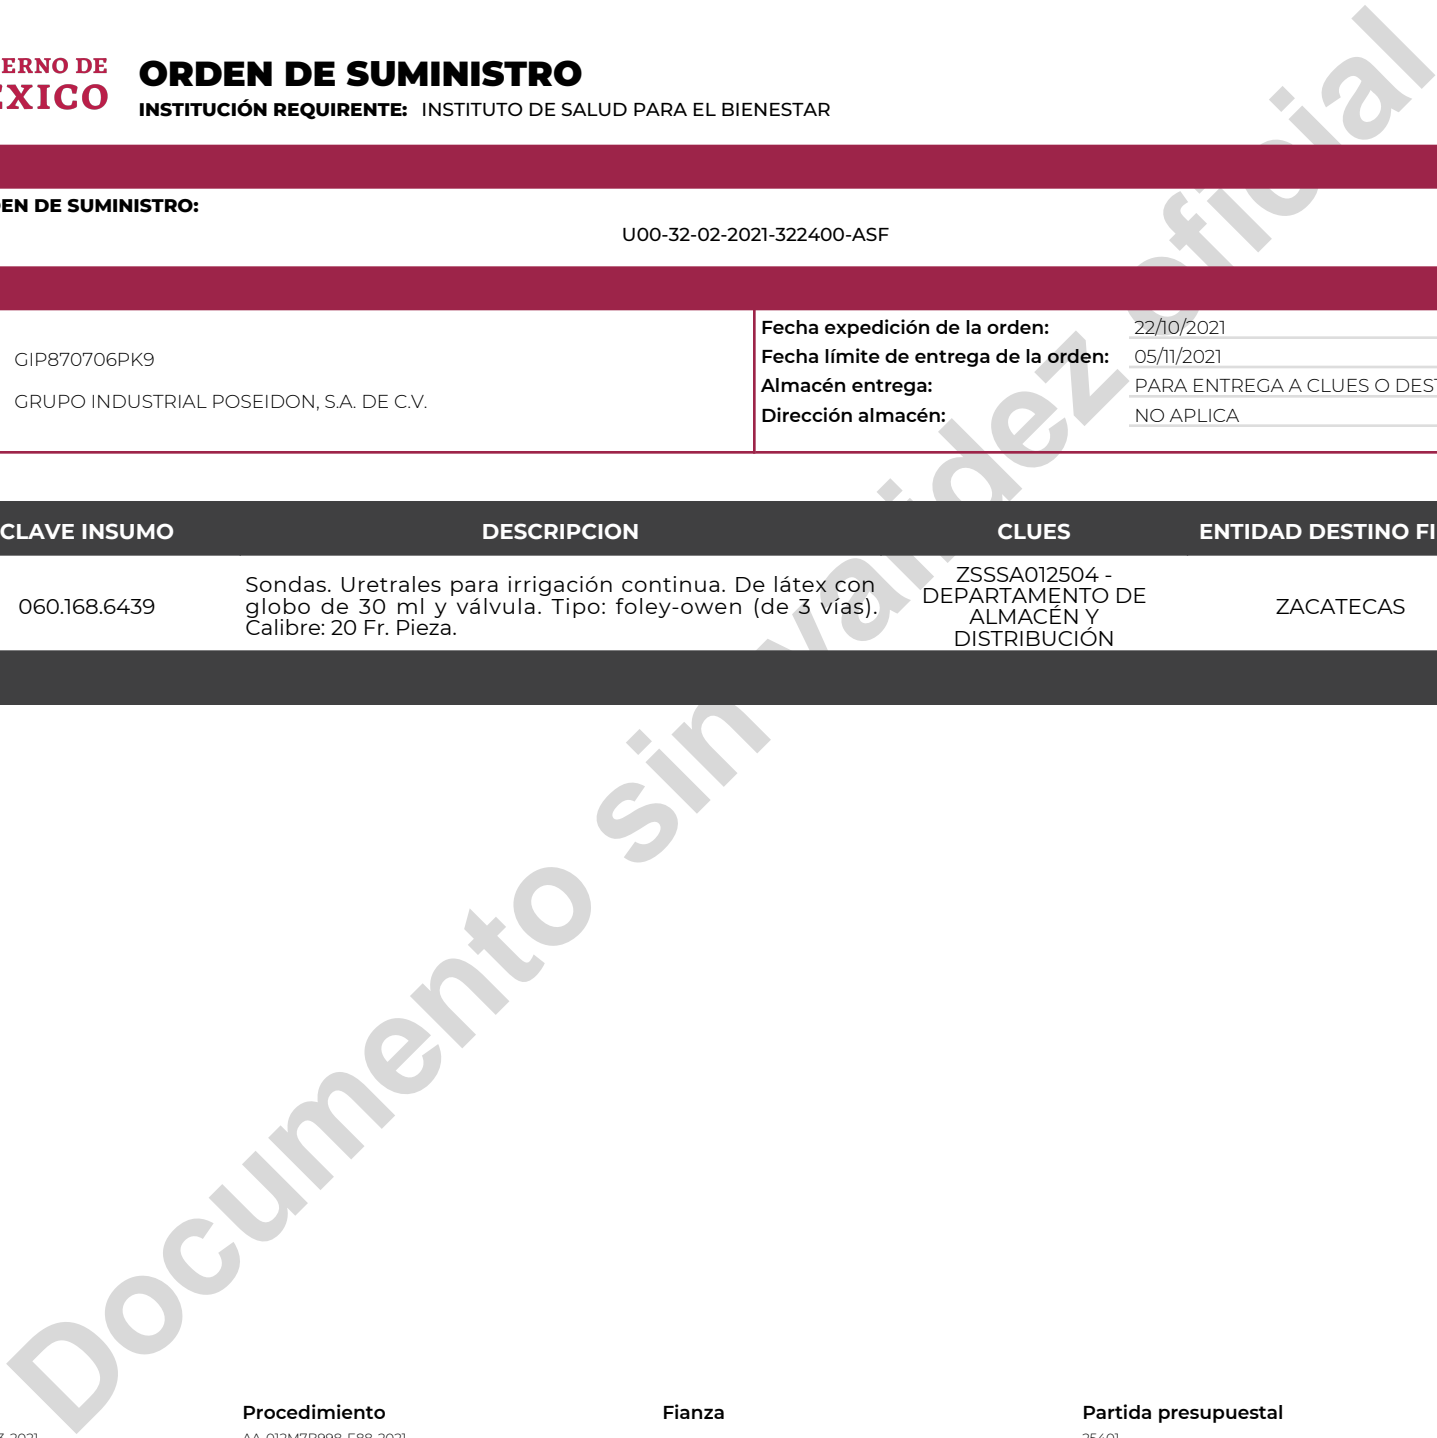 ERNO DE
ÉXICO
ORDEN DE SUMINISTRO
INSTITUCIÓN REQUIRENTE: INSTITUTO DE SALUD PARA EL BIENESTAR
EN DE SUMINISTRO:
U00-32-02-2021-322400-ASF
GIP870706PK9
GRUPO INDUSTRIAL POSEIDON, S.A. DE C.V.
Fecha expedición de la orden: 22/10/2021
Fecha límite de entrega de la orden: 05/11/2021
Almacén entrega: PARA ENTREGA A CLUES O DEST
Dirección almacén: NO APLICA
CLAVE INSUMO DESCRIPCION CLUES ENTIDAD DESTINO FI
060.168.6439
Sondas. Uretrales para irrigación continua. De látex con
globo de 30 ml y válvula. Tipo: foley-owen (de 3 vías).
Calibre: 20 Fr. Pieza.
ZSSSA012504 -
DEPARTAMENTO DE
ALMACÉN Y
DISTRIBUCIÓN
ZACATECAS
Documento sin validez oficial
Procedimiento Fianza Partida presupuestal